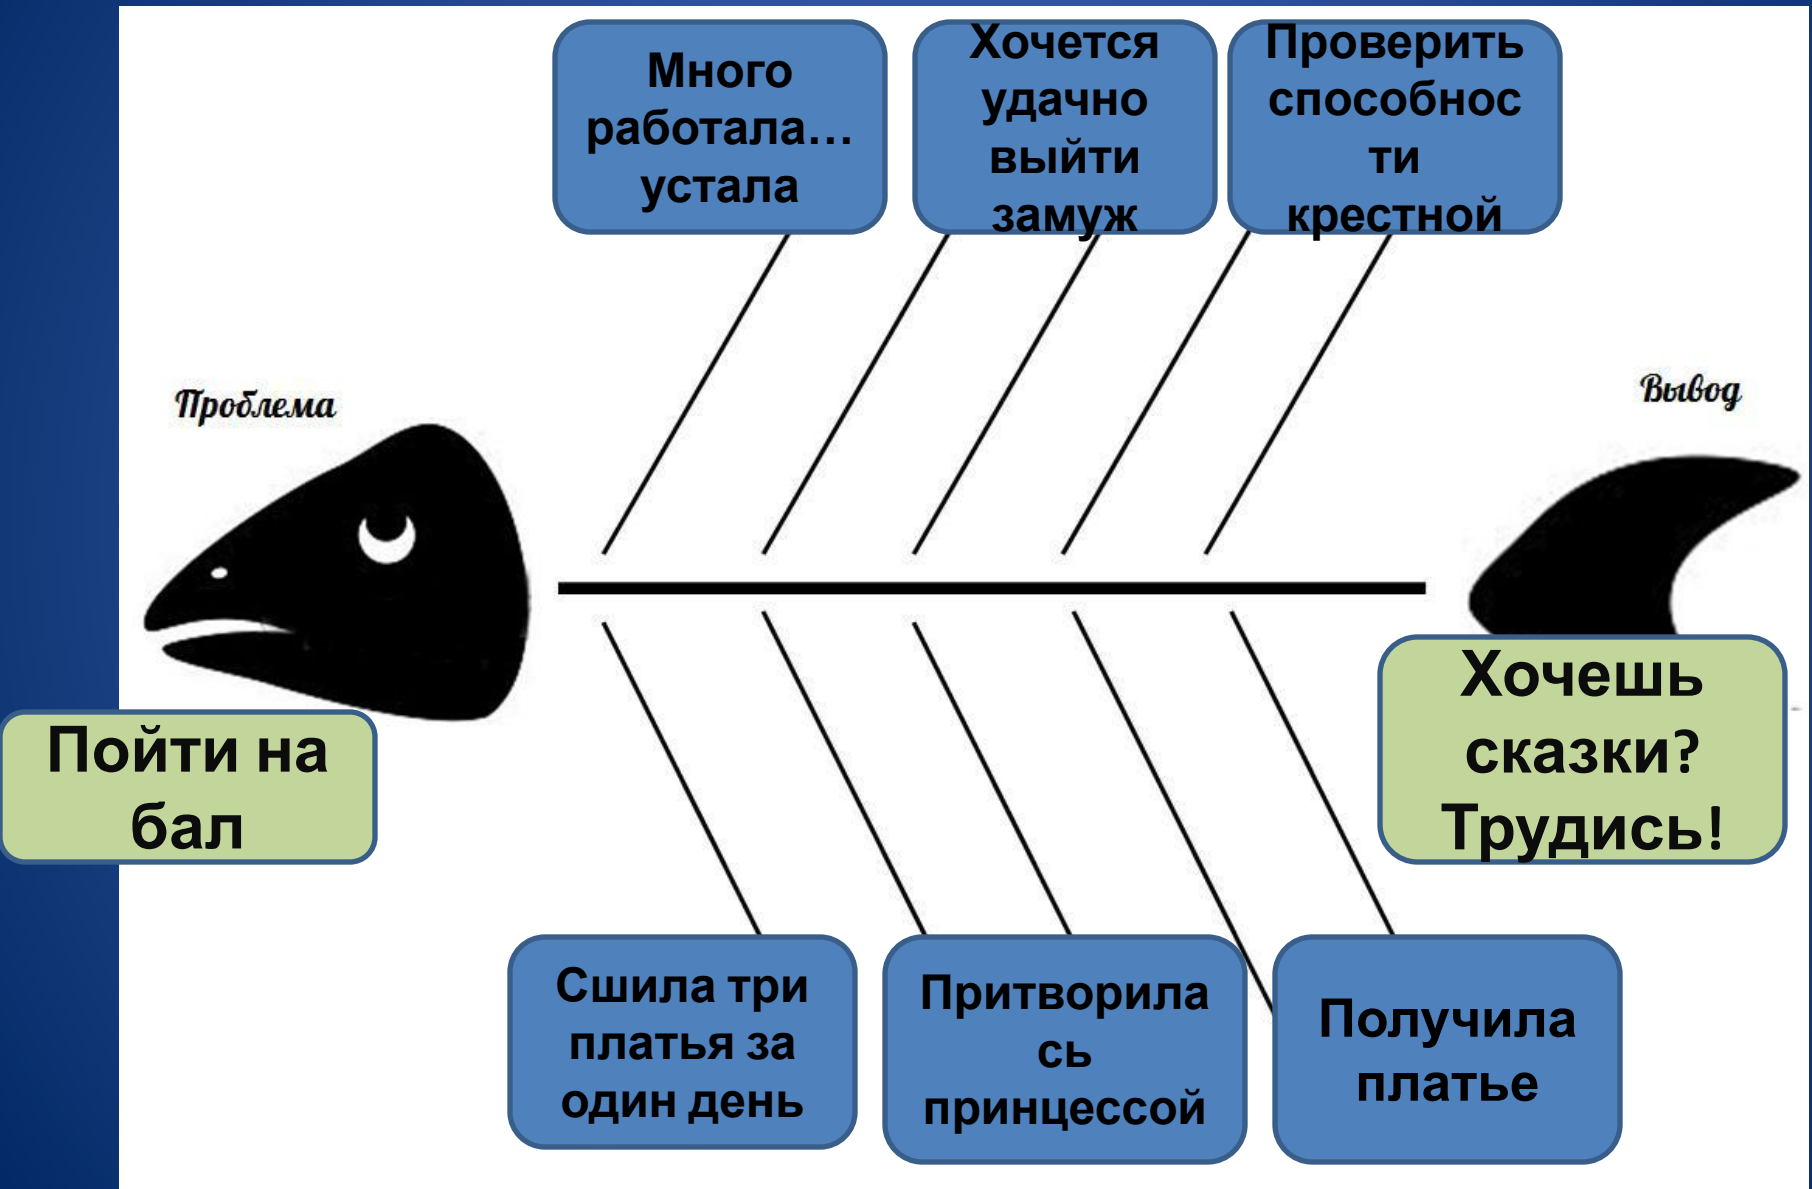 Много
работала…
устала
Хочется
удачно
выйти
замуж
Проверить
способнос
ти
крестной
Проблема
Вывод
Пойти на
бал
Хочешь
сказки?
Трудись!
Сшила три
платья за
один день
Притворила
сь
принцессой
Получила
платье